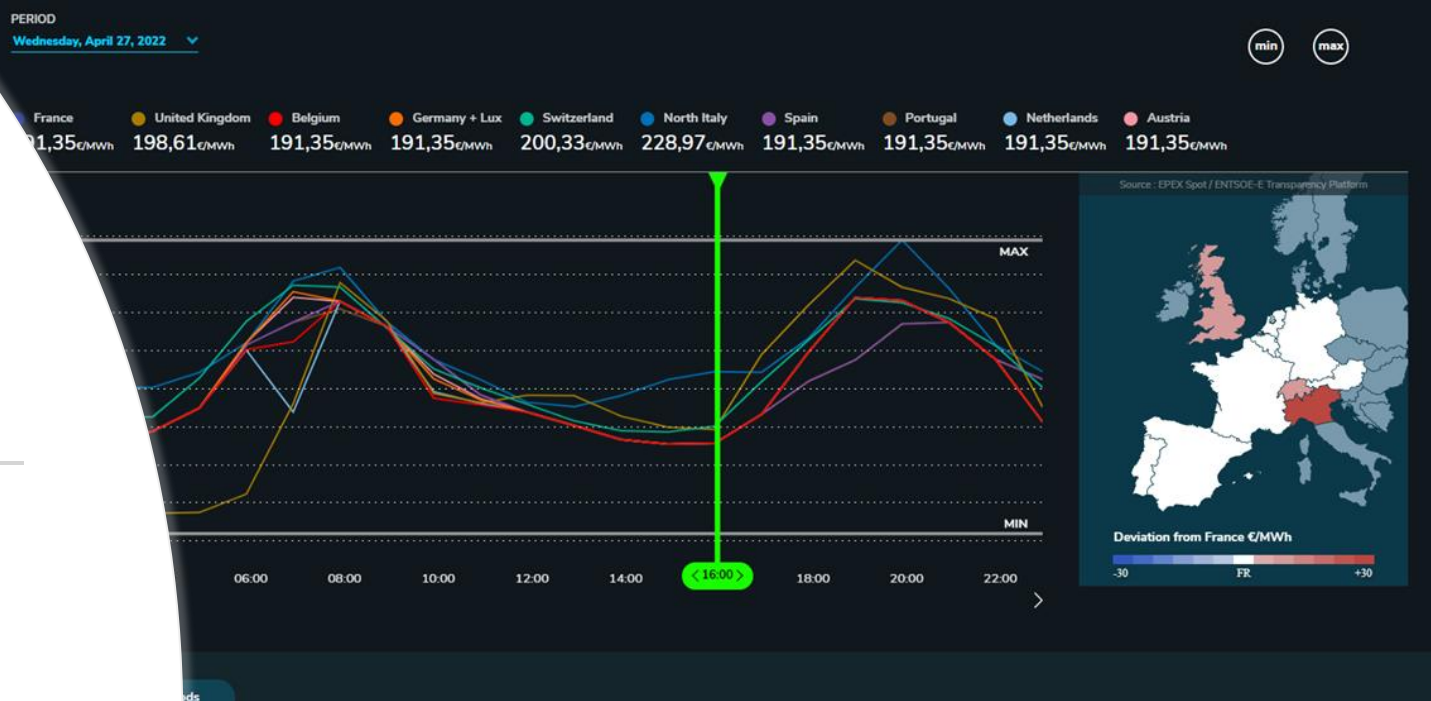 PERIOD
Wednesday, April 27, 2022
min max
France United Kingdom Belgium Germany + Lux Switzerland North Italy Spain Portugal Netherlands Austria
1,35€/MWh 198,61€/MWh 191,35€/MWh 191,35€/MWh 200,33€/MWh 228,97€/MWh 191,35€/MWh 191,35€/MWh 191,35€/MWh 191,35€/MWh
Source : EPEX Spot / ENTSOE-E Transparency Platform
MAX
MIN
Deviation from France €/MWh
-30 FR +30
06:00 08:00 10:00 12:00 14:00 <16:00> 18:00 20:00 22:00